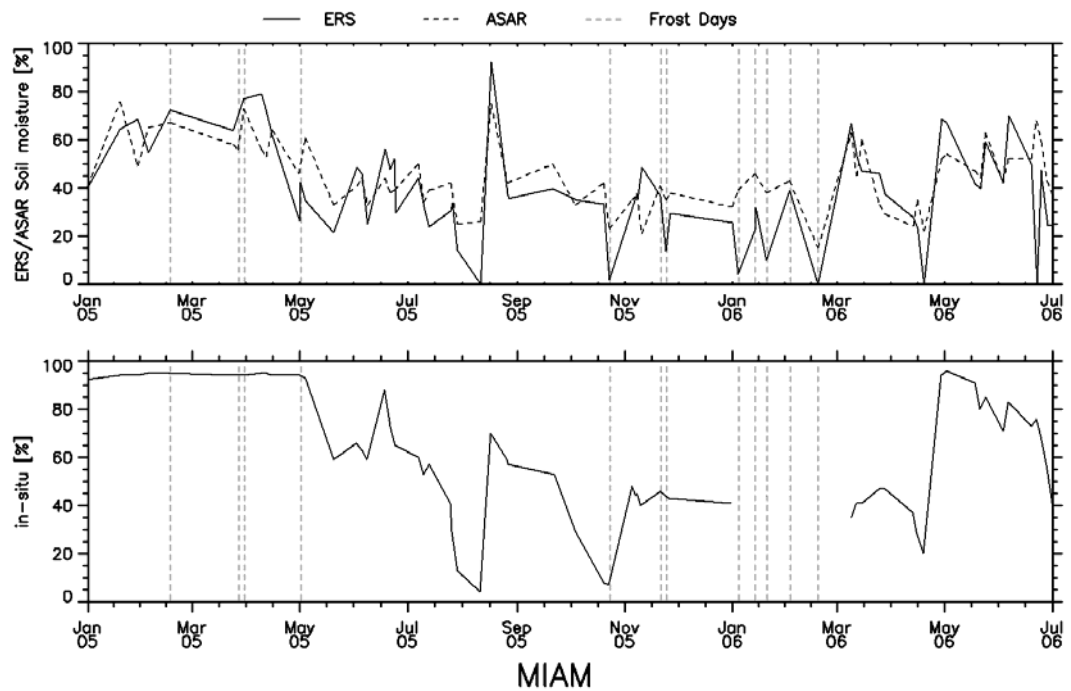 ERS ASAR Frost Days
ERS/ASAR Soil moisture [%]
100
80
60
40
20
0
Jan Mar May Jul Sep Nov Jan Mar May Jul
05 05 05 05 05 05 06 06 06 06
in-situ [%]
100
80
60
40
20
0
Jan Mar May Jul Sep Nov Jan Mar May Jul
05 05 05 05 05 05 06 06 06 06
MIAM